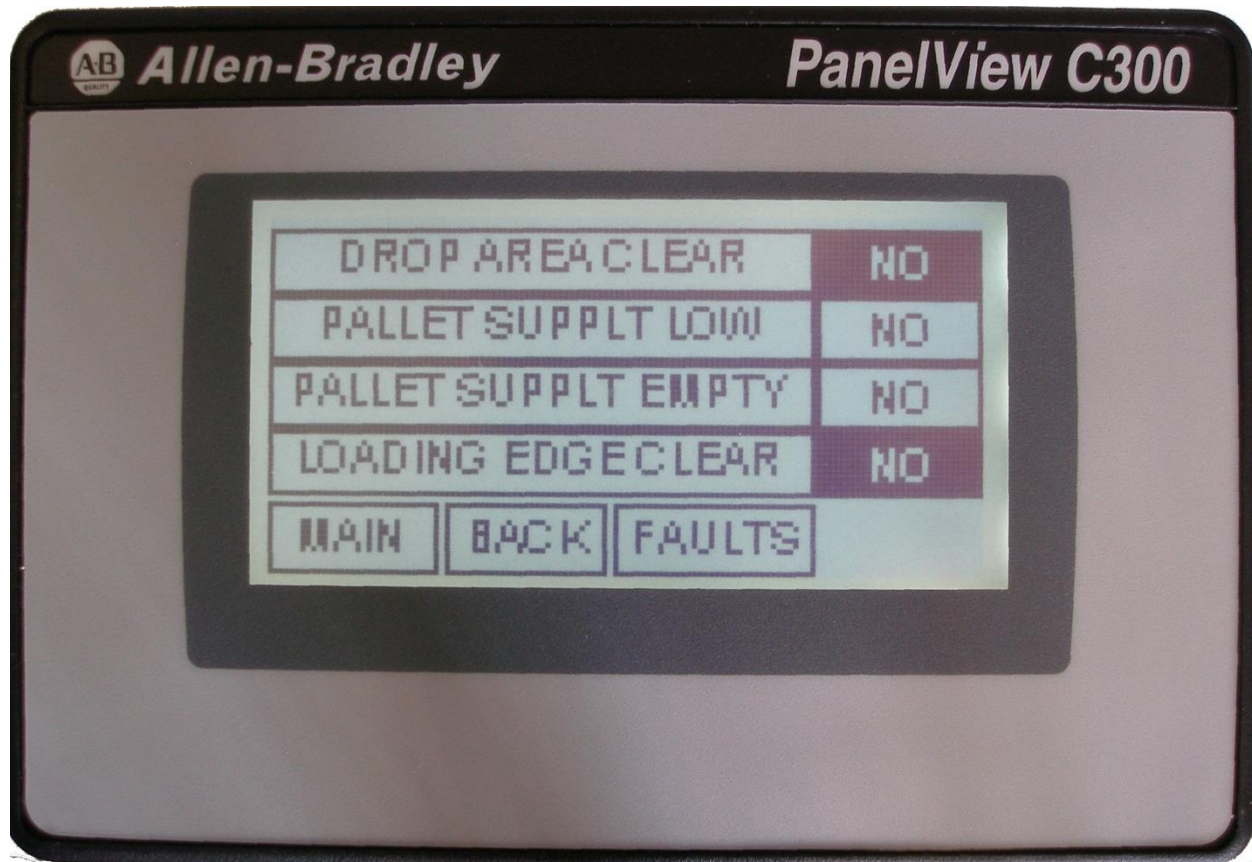 A·B QUALITY Allen-Bradley PanelView C300
DROP AREA CLEAR NO
PALLET SUPPLT LOW NO
PALLET SUPPLT EMPTY NO
LOADING EDGE CLEAR NO
MAIN BACK FAULTS